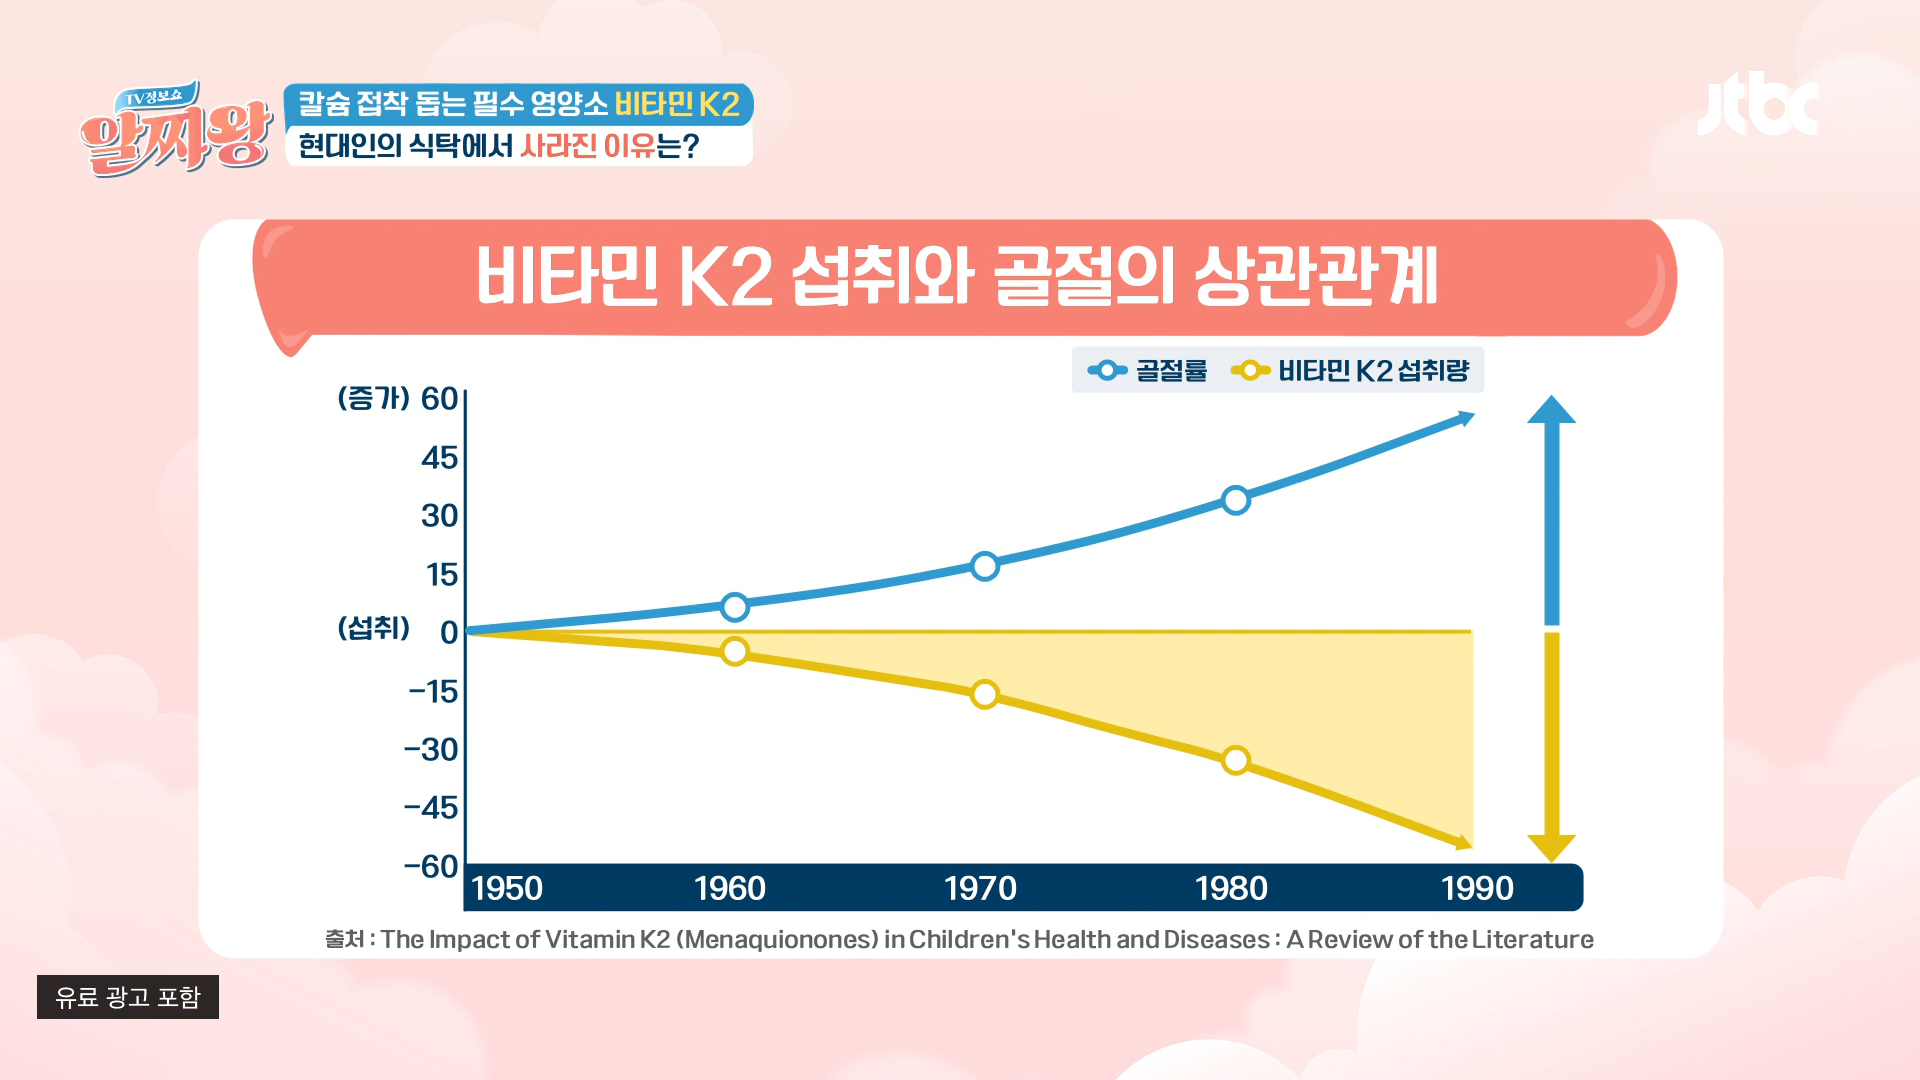 TV정보쇼
알짜왕
칼슘 접착 돕는 필수 영양소 비타민 K2
현대인의 식탁에서 사라진 이유는?
jtbc
비타민 K2 섭취와 골절의 상관관계
골절률 비타민 K2 섭취량
(증가) 60
45
30
15
(섭취) 0
-15
-30
-45
-60
1950 1960 1970 1980 1990
출처 : The Impact of Vitamin K2 (Menaquionones) in Children's Health and Diseases : A Review of the Literature
유료 광고 포함